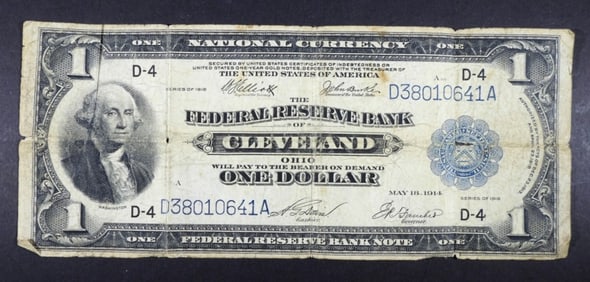 ONE NATIONAL CURRENCY ONE
1 1
SECURED BY UNITED STATES CERTIFICATES OF INDEBTEDNESS OR
UNITED STATES ONE-YEAR GOLD NOTES, DEPOSITED WITH THE TREASURER OF
THE UNITED STATES OF AMERICA
D-4 D-4
SERIES OF 1918 D38010641A
THE
FEDERAL RESERVE BANK
OF
CLEVELAND
OHIO
WILL PAY TO THE BEARER ON DEMAND
A ONE DOLLAR
MAY 18, 1914
WASHINGTON SERIES OF 1918
D-4 D38010641A D-4
Cashier Governor
1 1
ONE FEDERAL RESERVE BANK NOTE ONE